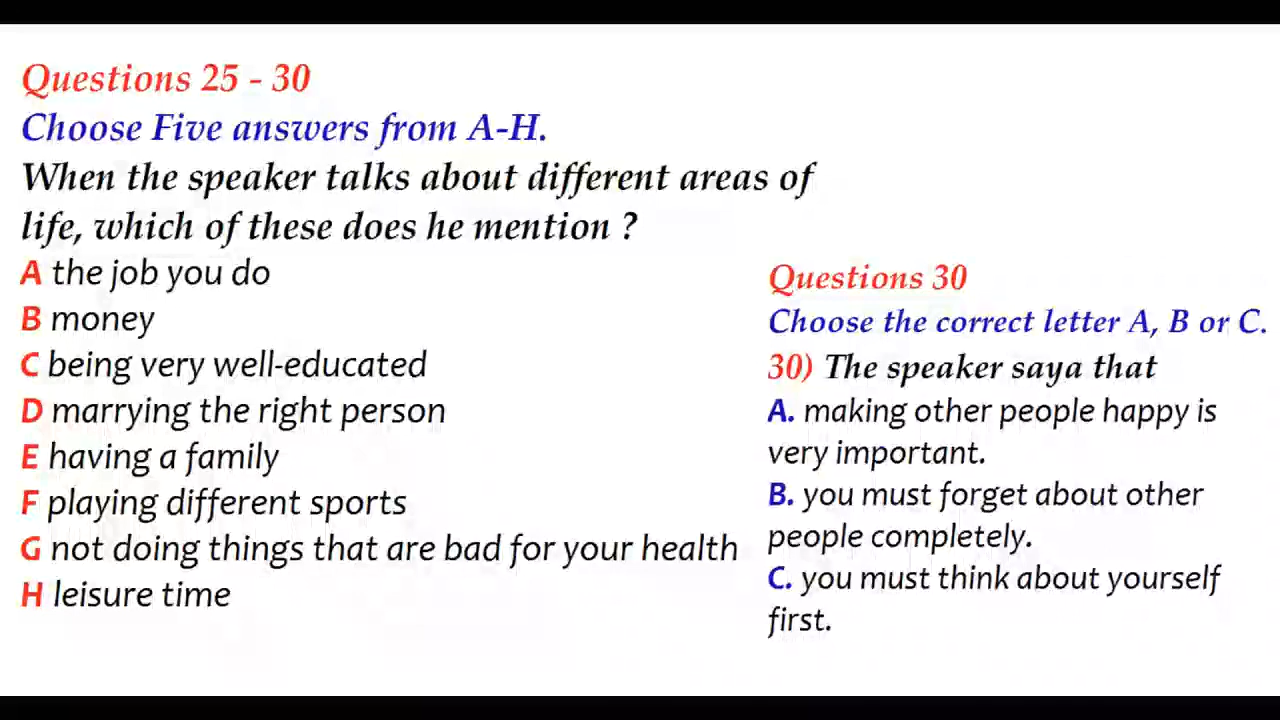 Questions 25 - 30
Choose Five answers from A-H.
When the speaker talks about different areas of
life, which of these does he mention ?
A the job you do
B money
C being very well-educated
D marrying the right person
E having a family
F playing different sports
G not doing things that are bad for your health
H leisure time
Questions 30
Choose the correct letter A, B or C.
30) The speaker saya that
A. making other people happy is
very important.
B. you must forget about other
people completely.
C. you must think about yourself
first.